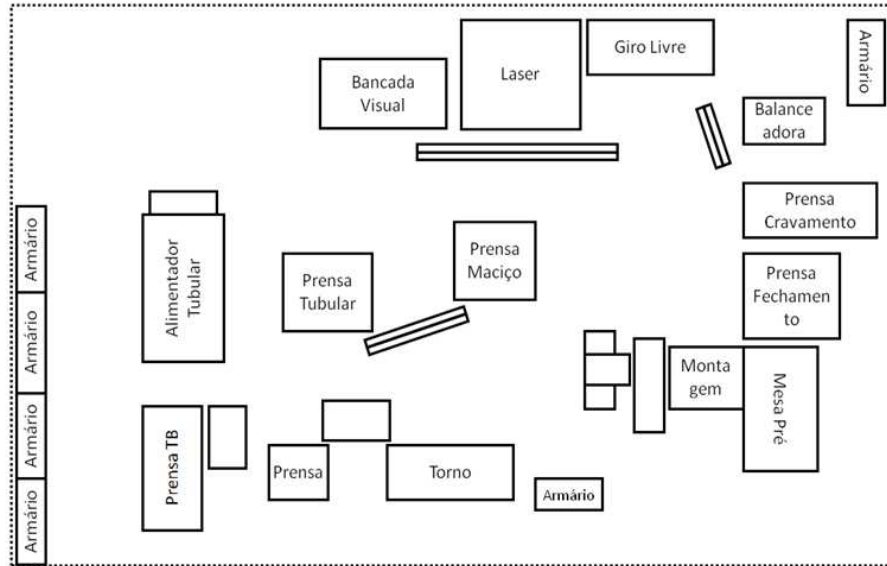 Giro Livre
Armário
Laser
Bancada
Visual
Balance
adora
Prensa
Cravamento
Armário
Alimentador
Tubular
Prensa
Maciço
Prensa
Tubular
Prensa
Fechamen
to
Armário
Monta
gem
Mesa Pré
Armário
Prensa TB
Prensa
Torno
Armário
Armário